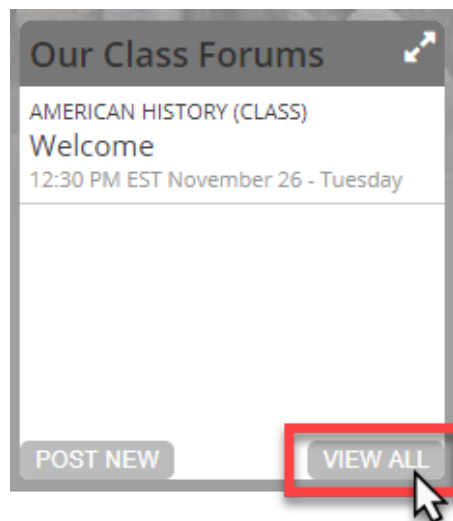 Our Class Forums
AMERICAN HISTORY (CLASS)
Welcome
12:30 PM EST November 26 - Tuesday
POST NEW
VIEW ALL